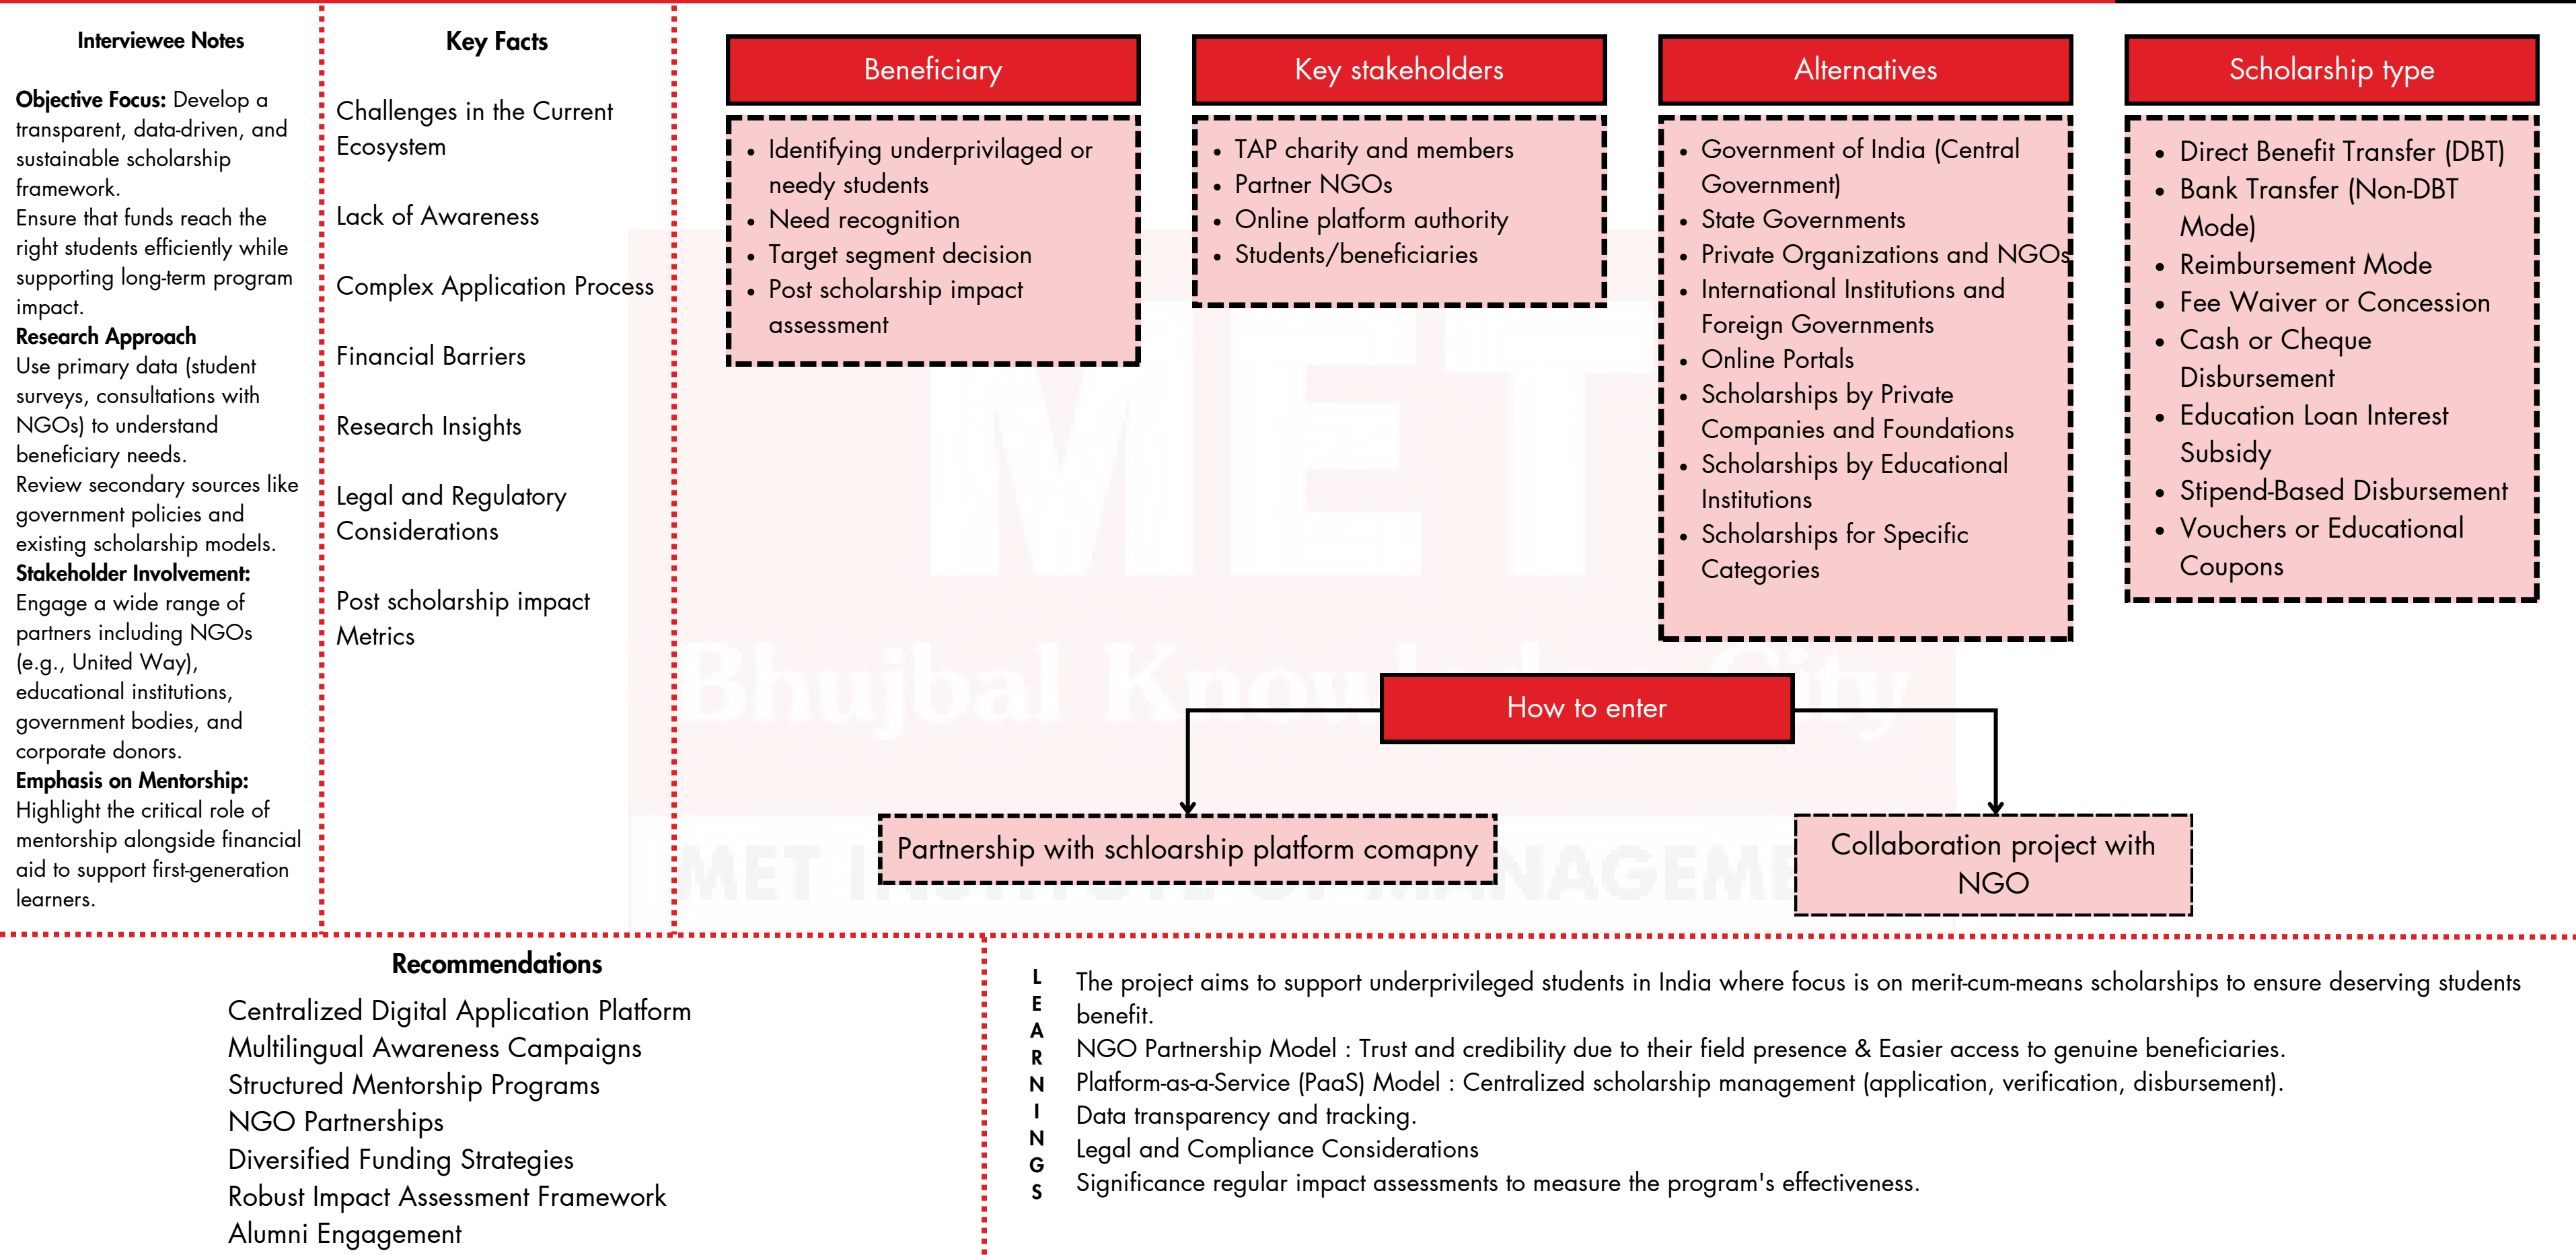 Interviewee Notes
Objective Focus: Develop a
transparent, data-driven, and
sustainable scholarship
framework.
Ensure that funds reach the
right students efficiently while
supporting long-term program
impact.
Research Approach
Use primary data (student
surveys, consultations with
NGOs) to understand
beneficiary needs.
Review secondary sources like
government policies and
existing scholarship models.
Stakeholder Involvement:
Engage a wide range of
partners including NGOs
(e.g., United Way),
educational institutions,
government bodies, and
corporate donors.
Emphasis on Mentorship:
Highlight the critical role of
mentorship alongside financial
aid to support first-generation
learners.
Key Facts
Challenges in the Current
Ecosystem
Lack of Awareness
Complex Application Process
Financial Barriers
Research Insights
Legal and Regulatory
Considerations
Post scholarship impact
Metrics
Beneficiary
• Identifying underprivilaged or
needy students
• Need recognition
• Target segment decision
• Post scholarship impact
assessment
Key stakeholders
• TAP charity and members
• Partner NGOs
• Online platform authority
• Students/beneficiaries
Alternatives
• Government of India (Central
Government)
• State Governments
• Private Organizations and NGOs
• International Institutions and
Foreign Governments
• Online Portals
• Scholarships by Private
Companies and Foundations
• Scholarships by Educational
Institutions
• Scholarships for Specific
Categories
Scholarship type
• Direct Benefit Transfer (DBT)
• Bank Transfer (Non-DBT
Mode)
• Reimbursement Mode
• Fee Waiver or Concession
• Cash or Cheque
Disbursement
• Education Loan Interest
Subsidy
• Stipend-Based Disbursement
• Vouchers or Educational
Coupons
MET
Bhujbal Knowledge City
MET INSTITUTE OF MANAGEME
How to enter
Partnership with schloarship platform comapny
Collaboration project with
NGO
Recommendations
Centralized Digital Application Platform
Multilingual Awareness Campaigns
Structured Mentorship Programs
NGO Partnerships
Diversified Funding Strategies
Robust Impact Assessment Framework
Alumni Engagement
LEARNINGS
The project aims to support underprivileged students in India where focus is on merit-cum-means scholarships to ensure deserving students
benefit.
NGO Partnership Model : Trust and credibility due to their field presence & Easier access to genuine beneficiaries.
Platform-as-a-Service (PaaS) Model : Centralized scholarship management (application, verification, disbursement).
Data transparency and tracking.
Legal and Compliance Considerations
Significance regular impact assessments to measure the program's effectiveness.